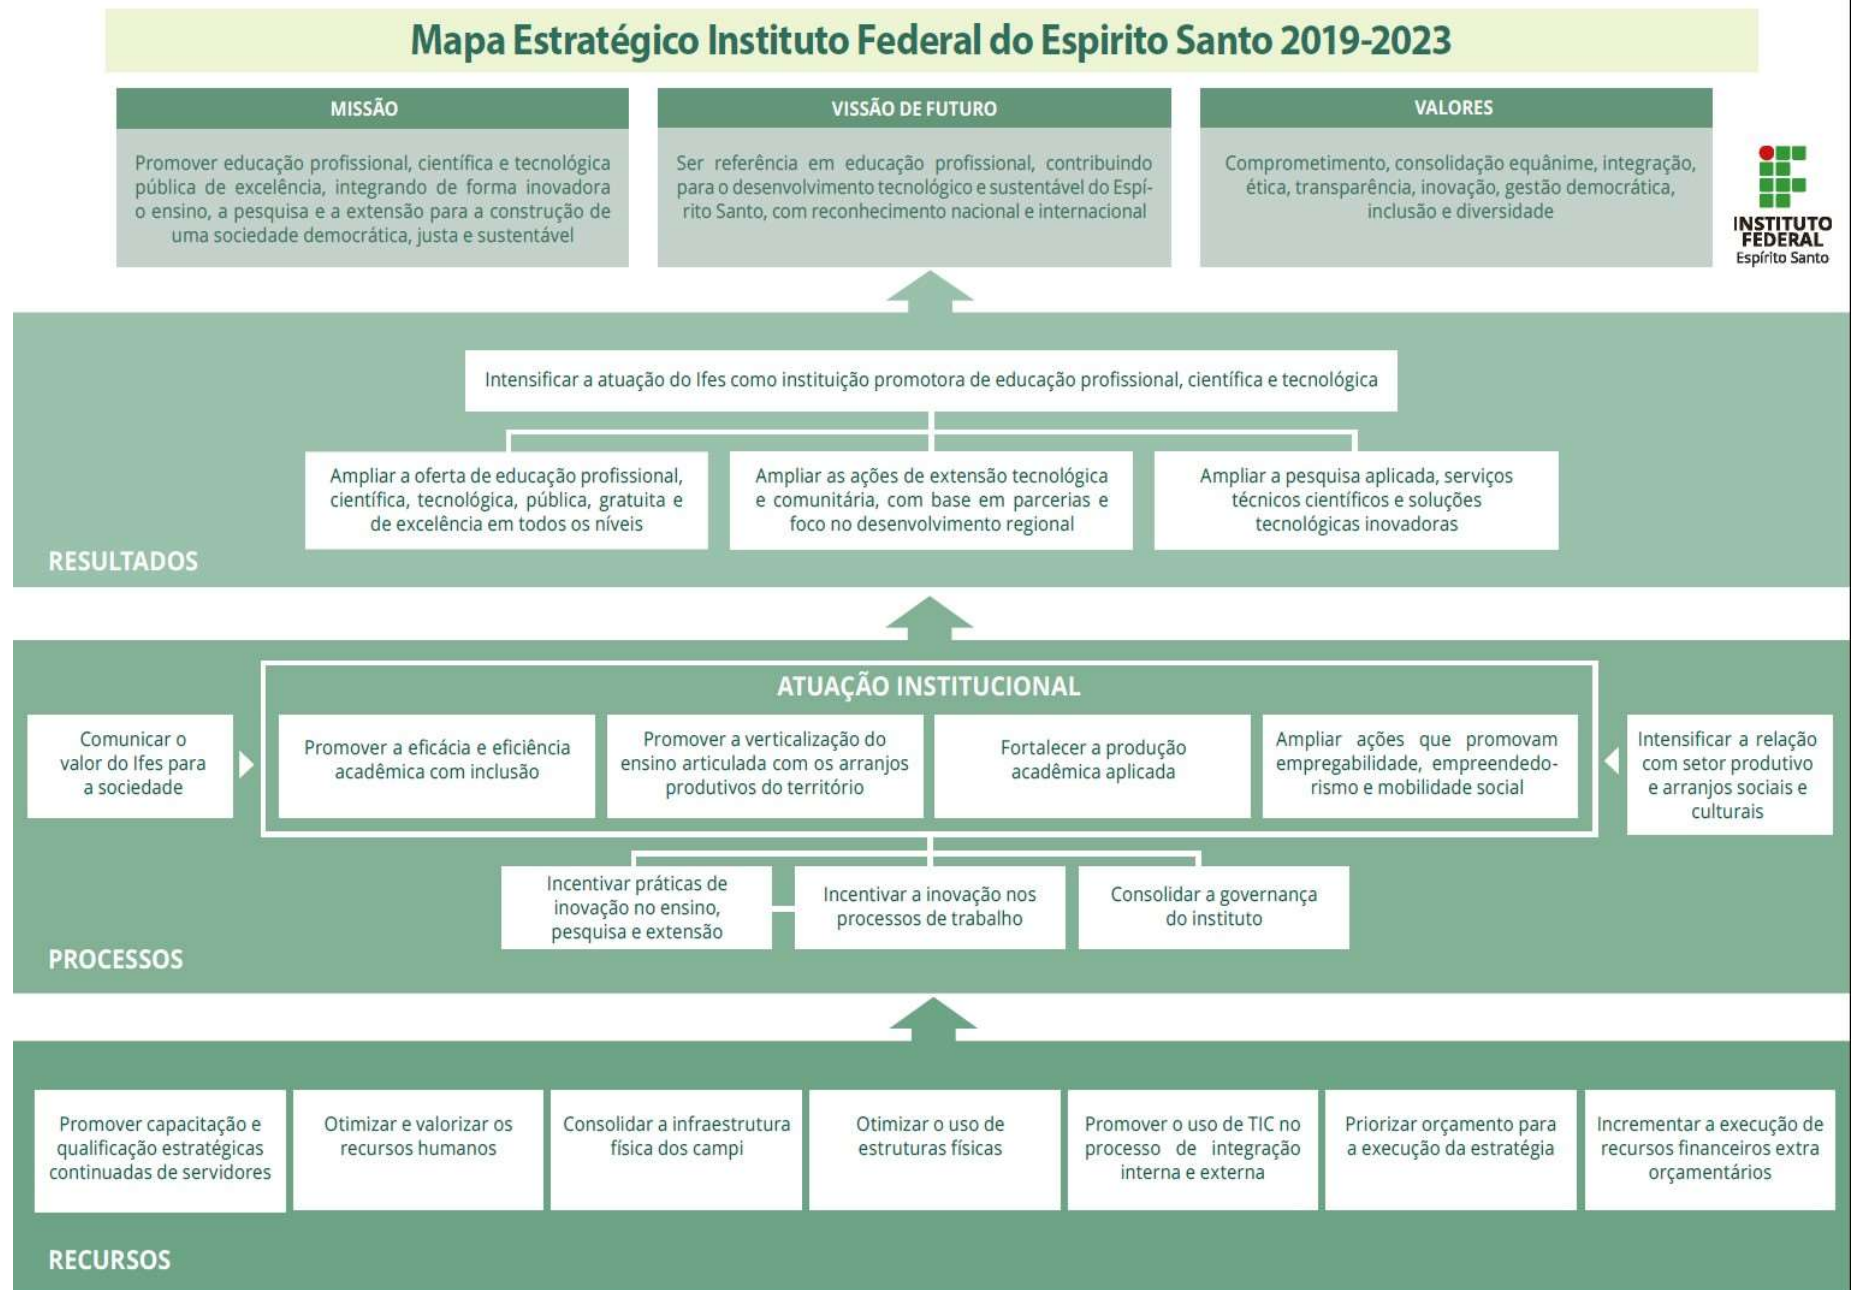 Mapa Estratégico Instituto Federal do Espirito Santo 2019-2023
MISSÃO
Promover educação profissional, científica e tecnológica
pública de excelência, integrando de forma inovadora
o ensino, a pesquisa e a extensão para a construção de
uma sociedade democrática, justa e sustentável
VISSÃO DE FUTURO
Ser referência em educação profissional, contribuindo
para o desenvolvimento tecnológico e sustentável do Espí-
rito Santo, com reconhecimento nacional e internacional
VALORES
Comprometimento, consolidação equânime, integração,
ética, transparência, inovação, gestão democrática,
inclusão e diversidade
INSTITUTO
FEDERAL
Espírito Santo
Intensificar a atuação do Ifes como instituição promotora de educação profissional, científica e tecnológica
Ampliar a oferta de educação profissional,
científica, tecnológica, pública, gratuita e
de excelência em todos os níveis
Ampliar as ações de extensão tecnológica
e comunitária, com base em parcerias e
foco no desenvolvimento regional
Ampliar a pesquisa aplicada, serviços
técnicos científicos e soluções
tecnológicas inovadoras
RESULTADOS
ATUAÇÃO INSTITUCIONAL
Comunicar o
valor do Ifes para
a sociedade
Promover a eficácia e eficiência
acadêmica com inclusão
Promover a verticalização do
ensino articulada com os arranjos
produtivos do território
Fortalecer a produção
acadêmica aplicada
Ampliar ações que promovam
empregabilidade, empreendedo-
rismo e mobilidade social
Intensificar a relação
com setor produtivo
e arranjos sociais e
culturais
Incentivar práticas de
inovação no ensino,
pesquisa e extensão
Incentivar a inovação nos
processos de trabalho
Consolidar a governança
do instituto
PROCESSOS
Promover capacitação e
qualificação estratégicas
continuadas de servidores
Otimizar e valorizar os
recursos humanos
Consolidar a infraestrutura
física dos campi
Otimizar o uso de
estruturas físicas
Promover o uso de TIC no
processo de integração
interna e externa
Priorizar orçamento para
a execução da estratégia
Incrementar a execução de
recursos financeiros extra
orçamentários
RECURSOS